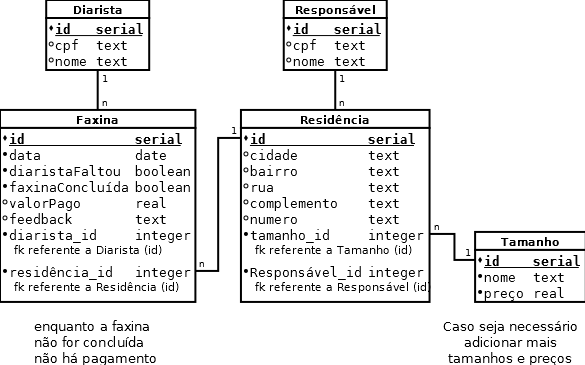 Diarista
id serial
cpf text
nome text
Responsável
id serial
cpf text
nome text
1
n
1
n
Faxina
id serial
data date
diaristaFaltou boolean
faxinaConcluída boolean
valorPago real
feedback text
diarista_id integer
fk referente a Diarista (id)
residência_id integer
fk referente a Residência (id)
1
n
Residência
id serial
cidade text
bairro text
rua text
complemento text
numero text
tamanho_id integer
fk referente a Tamanho (id)
Responsável_id integer
fk referente a Responsável (id)
n
1
Tamanho
id serial
nome text
preço real
enquanto a faxina
não for concluída
não há pagamento
Caso seja necessário
adicionar mais
tamanhos e preços